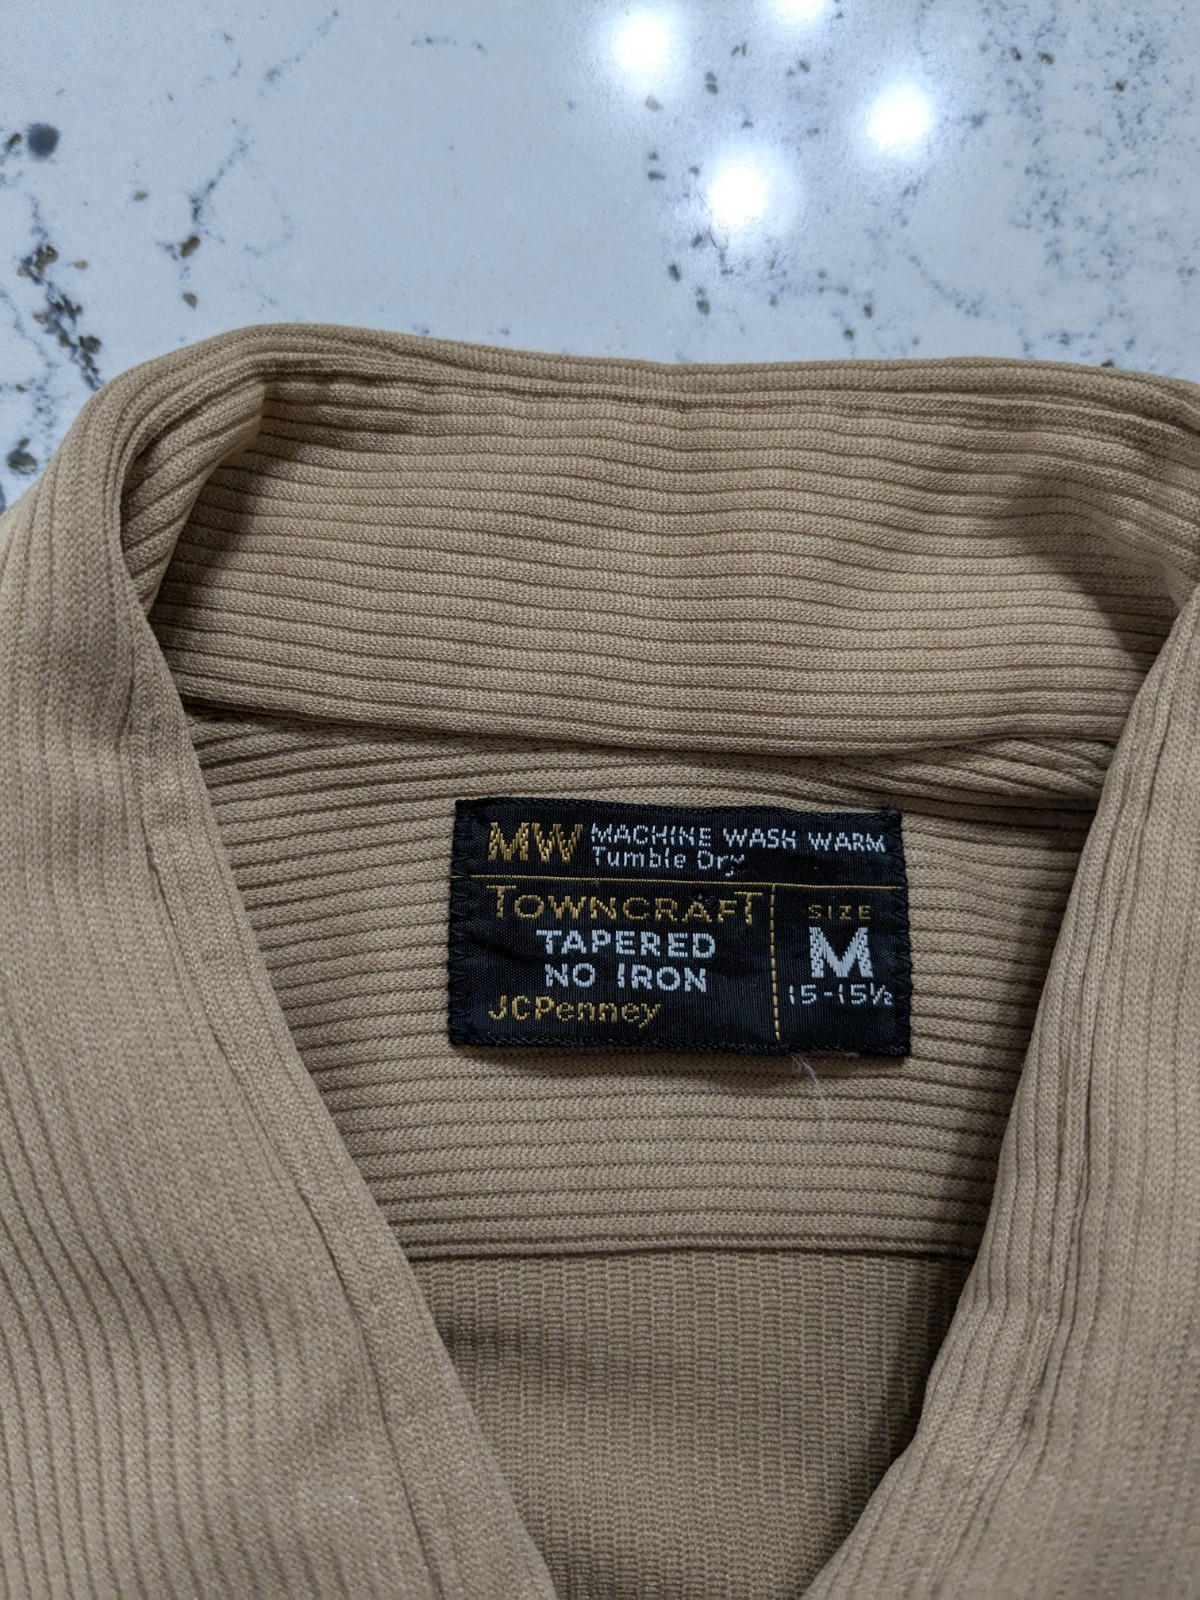 MW MACHINE WASH WARM
Tumble Dry
TOWNCRAFT
TAPERED
NO IRON
JCPenney
SIZE
M
15-15½